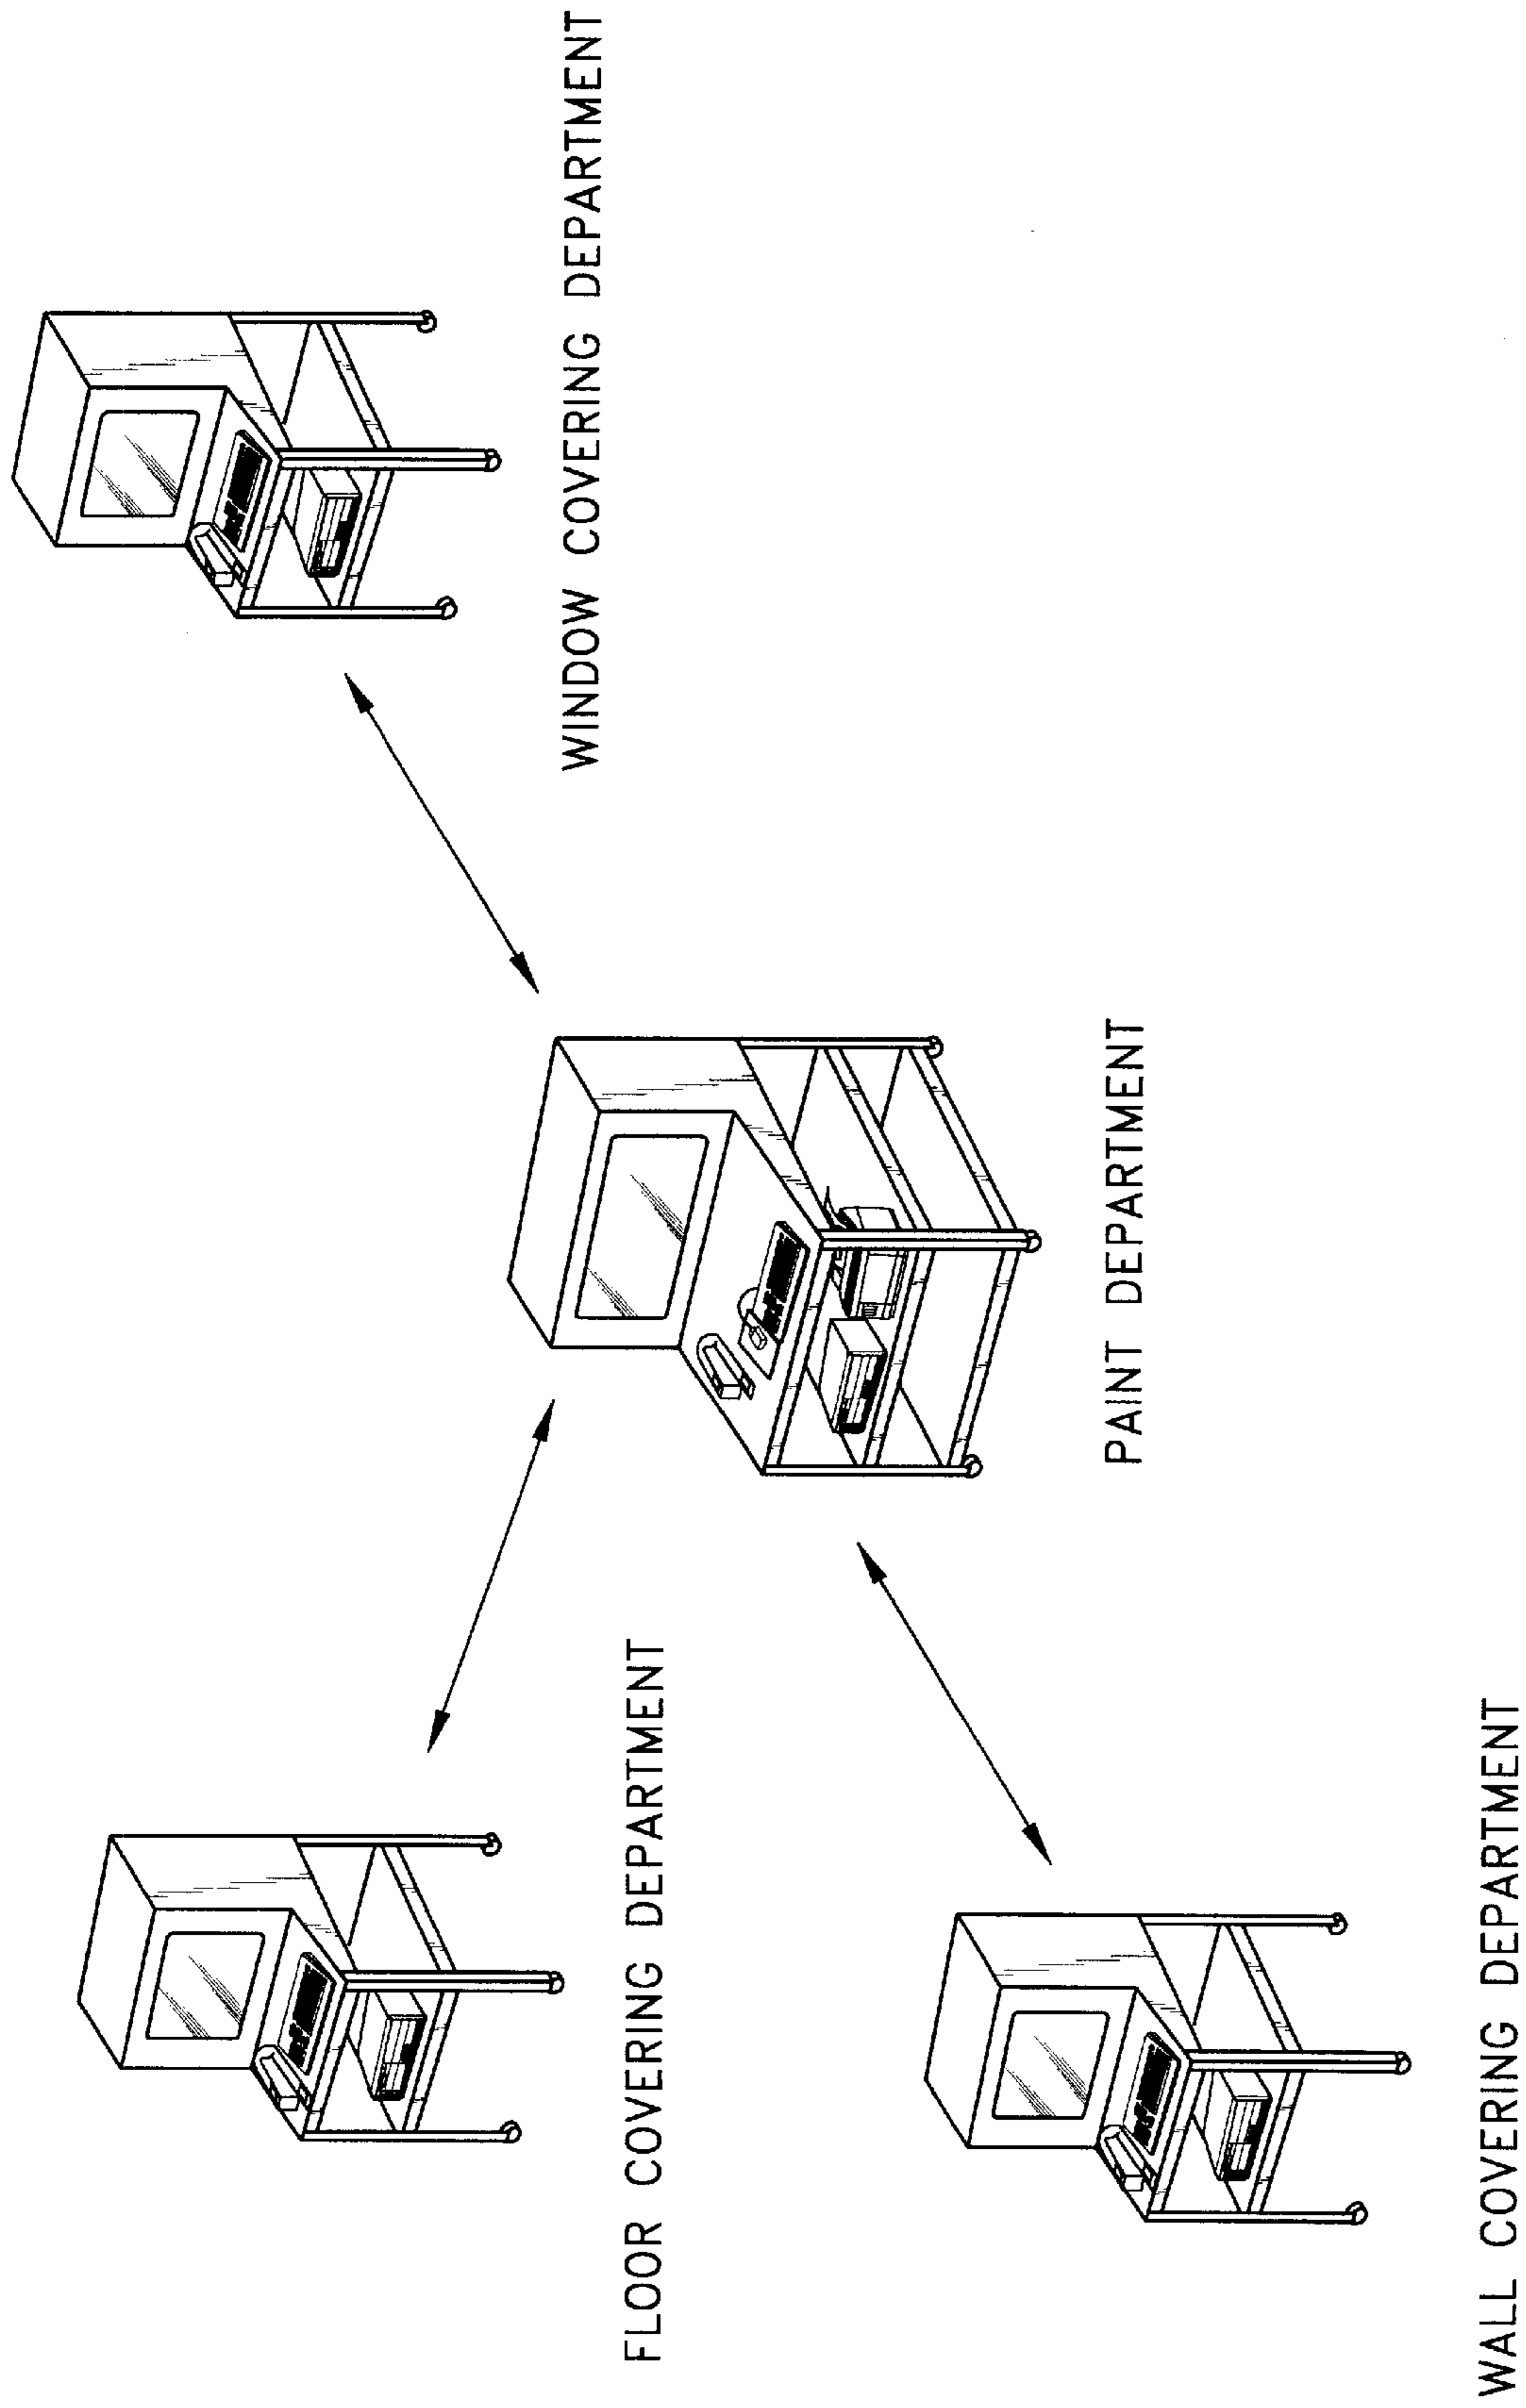 WINDOW COVERING DEPARTMENT
PAINT DEPARTMENT
FLOOR COVERING DEPARTMENT
WALL COVERING DEPARTMENT